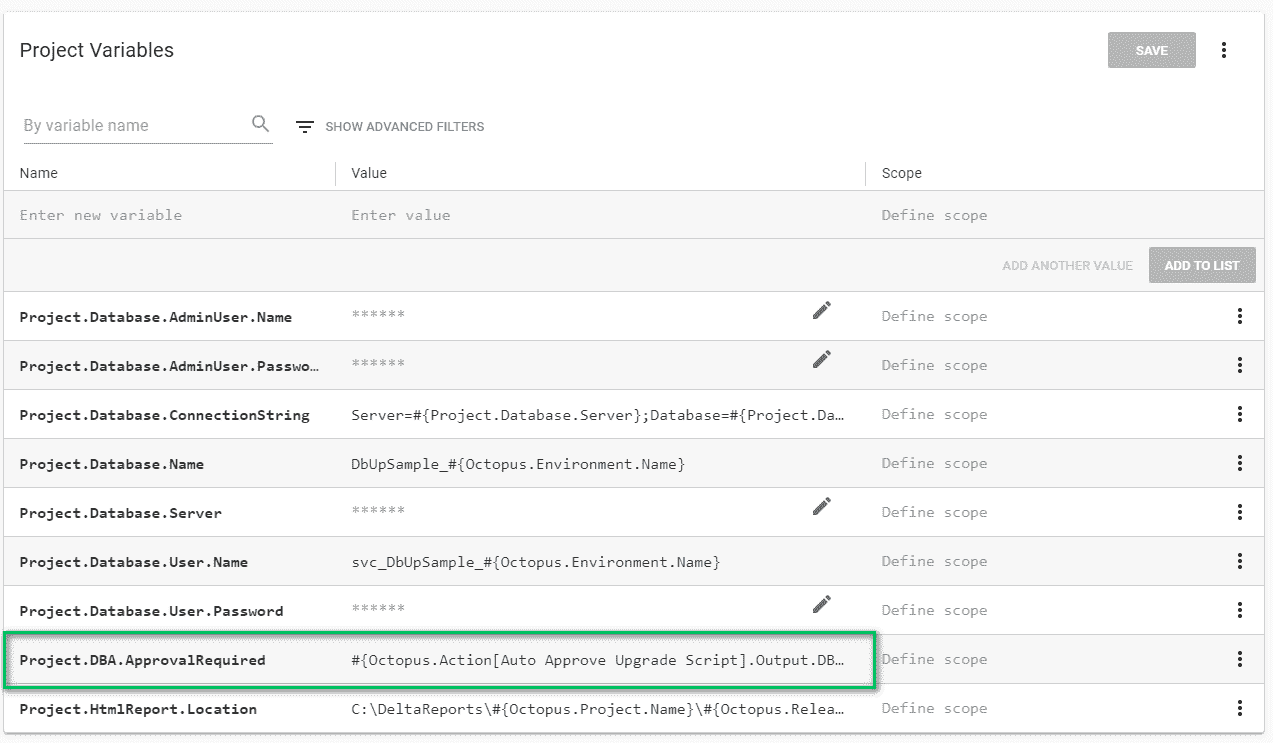 Project Variables
SAVE
By variable name
SHOW ADVANCED FILTERS
Name Value Scope
Enter new variable Enter value Define scope
ADD ANOTHER VALUE ADD TO LIST
Project.Database.AdminUser.Name ****** Define scope
Project.Database.AdminUser.Passwo… ****** Define scope
Project.Database.ConnectionString Server=#{Project.Database.Server};Database=#{Project.Da… Define scope
Project.Database.Name DbUpSample_#{Octopus.Environment.Name} Define scope
Project.Database.Server ****** Define scope
Project.Database.User.Name svc_DbUpSample_#{Octopus.Environment.Name} Define scope
Project.Database.User.Password ****** Define scope
Project.DBA.ApprovalRequired #{Octopus.Action[Auto Approve Upgrade Script].Output.DB… Define scope
Project.HtmlReport.Location C:\DeltaReports\#{Octopus.Project.Name}\#{Octopus.Relea… Define scope